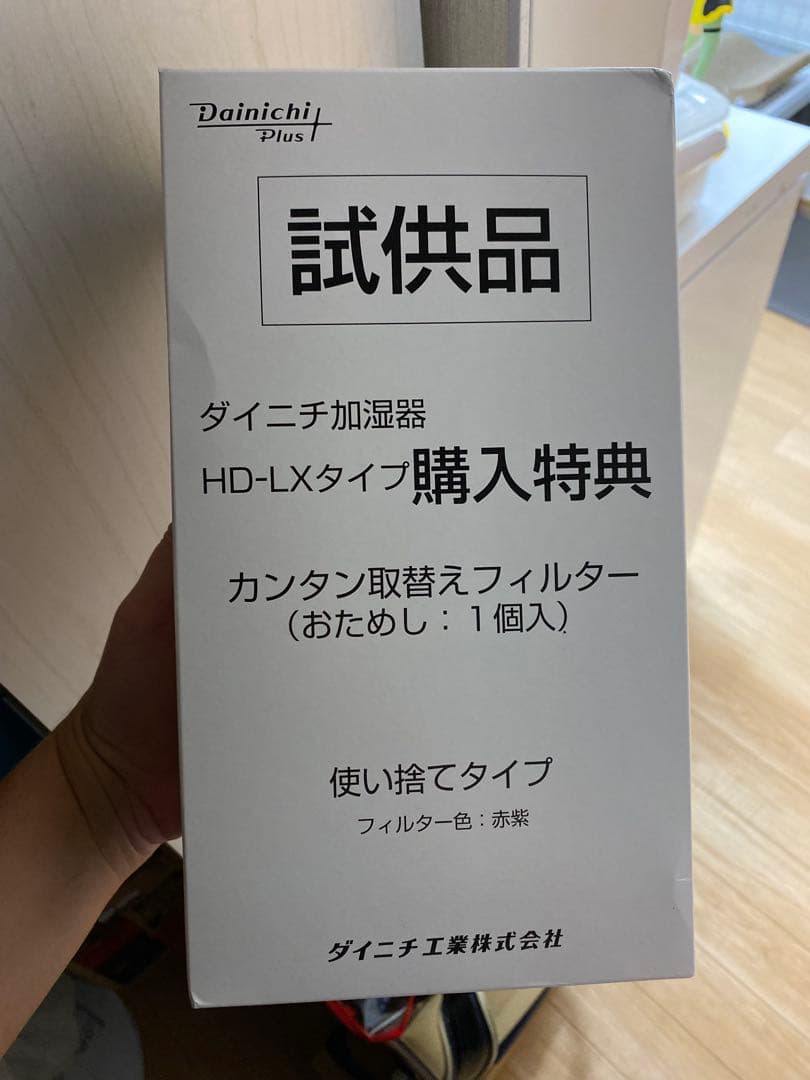 Dainichi
Plus
試供品
ダイニチ加湿器
HD-LXタイプ購入特典
カンタン取替えフィルター
（おためし：１個入）
使い捨てタイプ
フィルター色：赤紫
ダイニチ工業株式会社